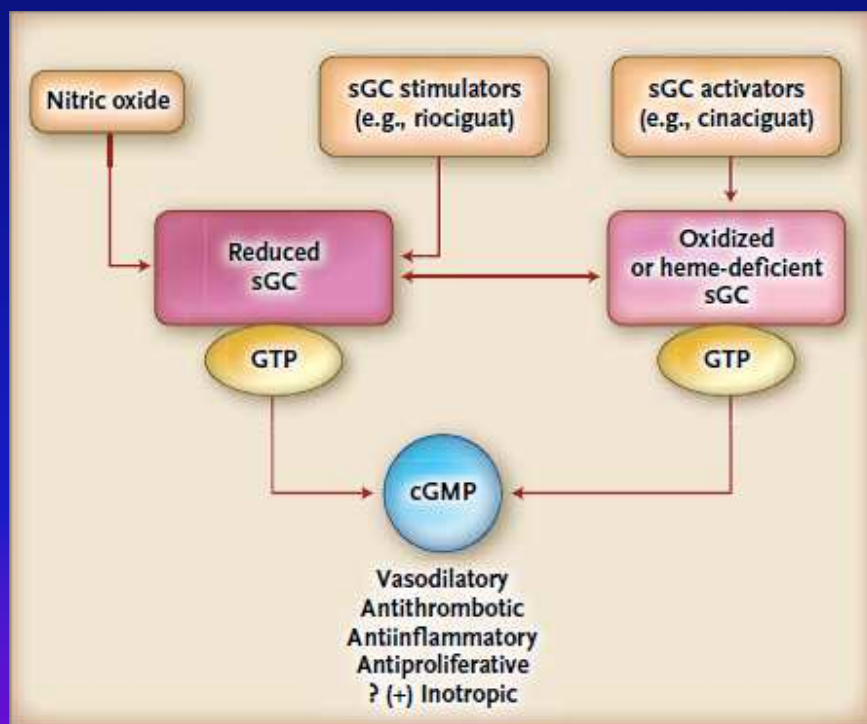 Nitric oxide
sGC stimulators
(e.g., riociguat)
sGC activators
(e.g., cinaciguat)
Reduced
sGC
Oxidized
or heme-deficient
sGC
GTP
GTP
cGMP
Vasodilatory
Antithrombotic
Antiinflammatory
Antiproliferative
? (+) Inotropic